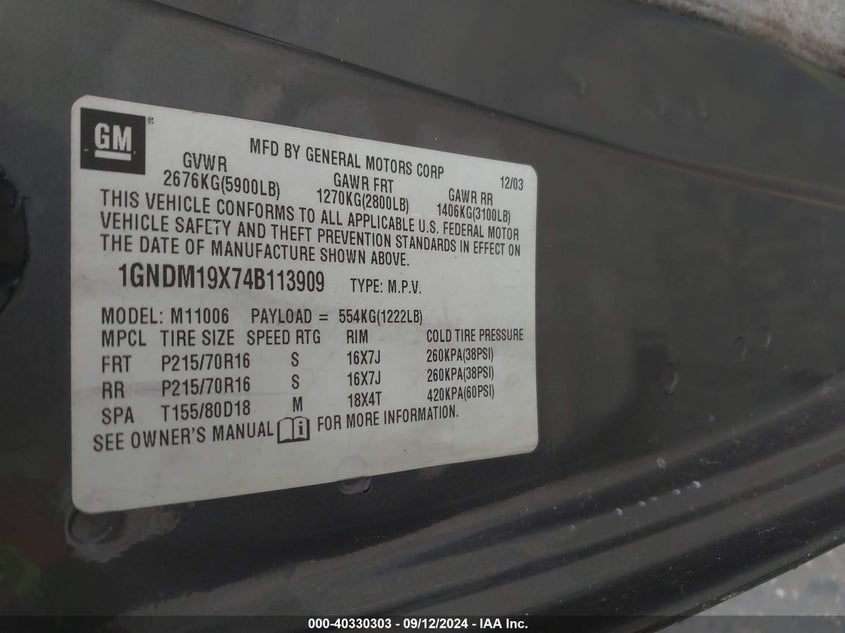 GM
MFD BY GENERAL MOTORS CORP 12/03
GVWR GAWR FRT GAWR RR
2676KG(5900LB) 1270KG(2800LB) 1406KG(3100LB)
THIS VEHICLE CONFORMS TO ALL APPLICABLE U.S. FEDERAL MOTOR
VEHICLE SAFETY AND THEFT PREVENTION STANDARDS IN EFFECT ON
THE DATE OF MANUFACTURE SHOWN ABOVE.
1GNDM19X74B113909 TYPE: M.P.V.
MODEL: M11006 PAYLOAD = 554KG(1222LB)
MPCL TIRE SIZE SPEED RTG RIM COLD TIRE PRESSURE
FRT P215/70R16 S 16X7J 260KPA(38PSI)
RR P215/70R16 S 16X7J 260KPA(38PSI)
SPA T155/80D18 M 18X4T 420KPA(60PSI)
SEE OWNER'S MANUAL i FOR MORE INFORMATION.
000-40330303 - 09/12/2024 - IAA Inc.